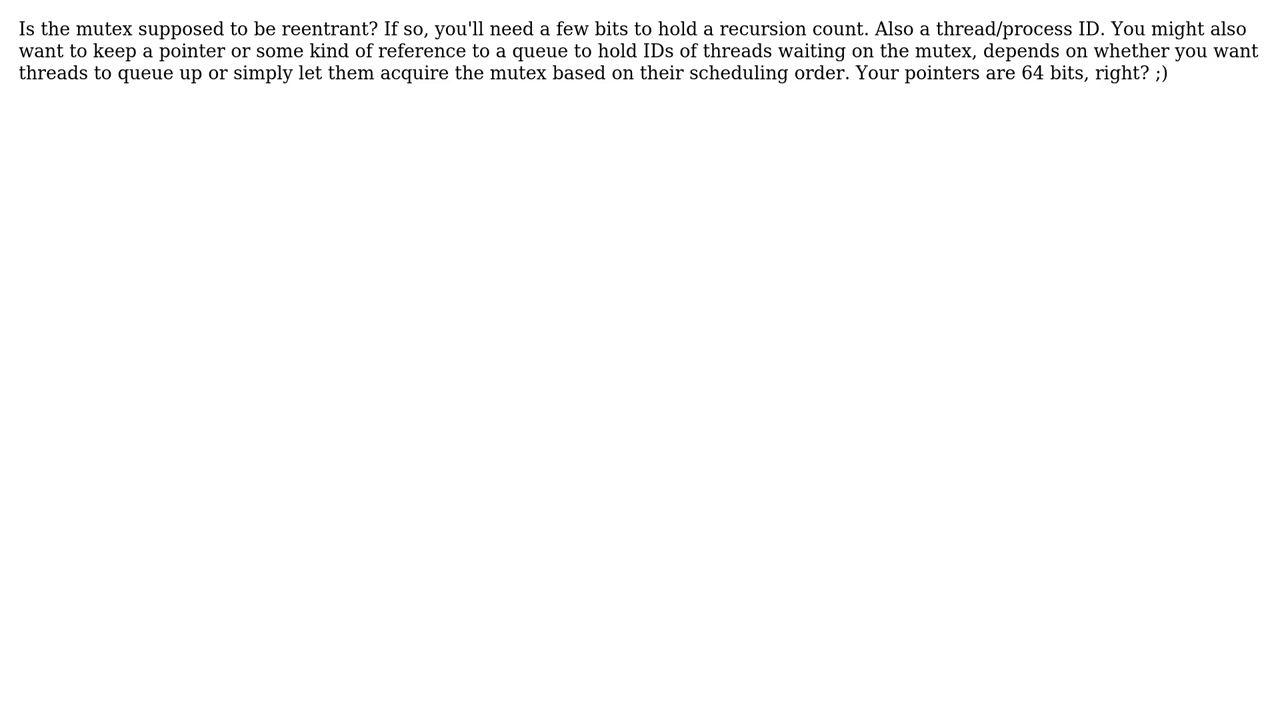 Is the mutex supposed to be reentrant? If so, you'll need a few bits to hold a recursion count. Also a thread/process ID. You might also
want to keep a pointer or some kind of reference to a queue to hold IDs of threads waiting on the mutex, depends on whether you want
threads to queue up or simply let them acquire the mutex based on their scheduling order. Your pointers are 64 bits, right? ;)